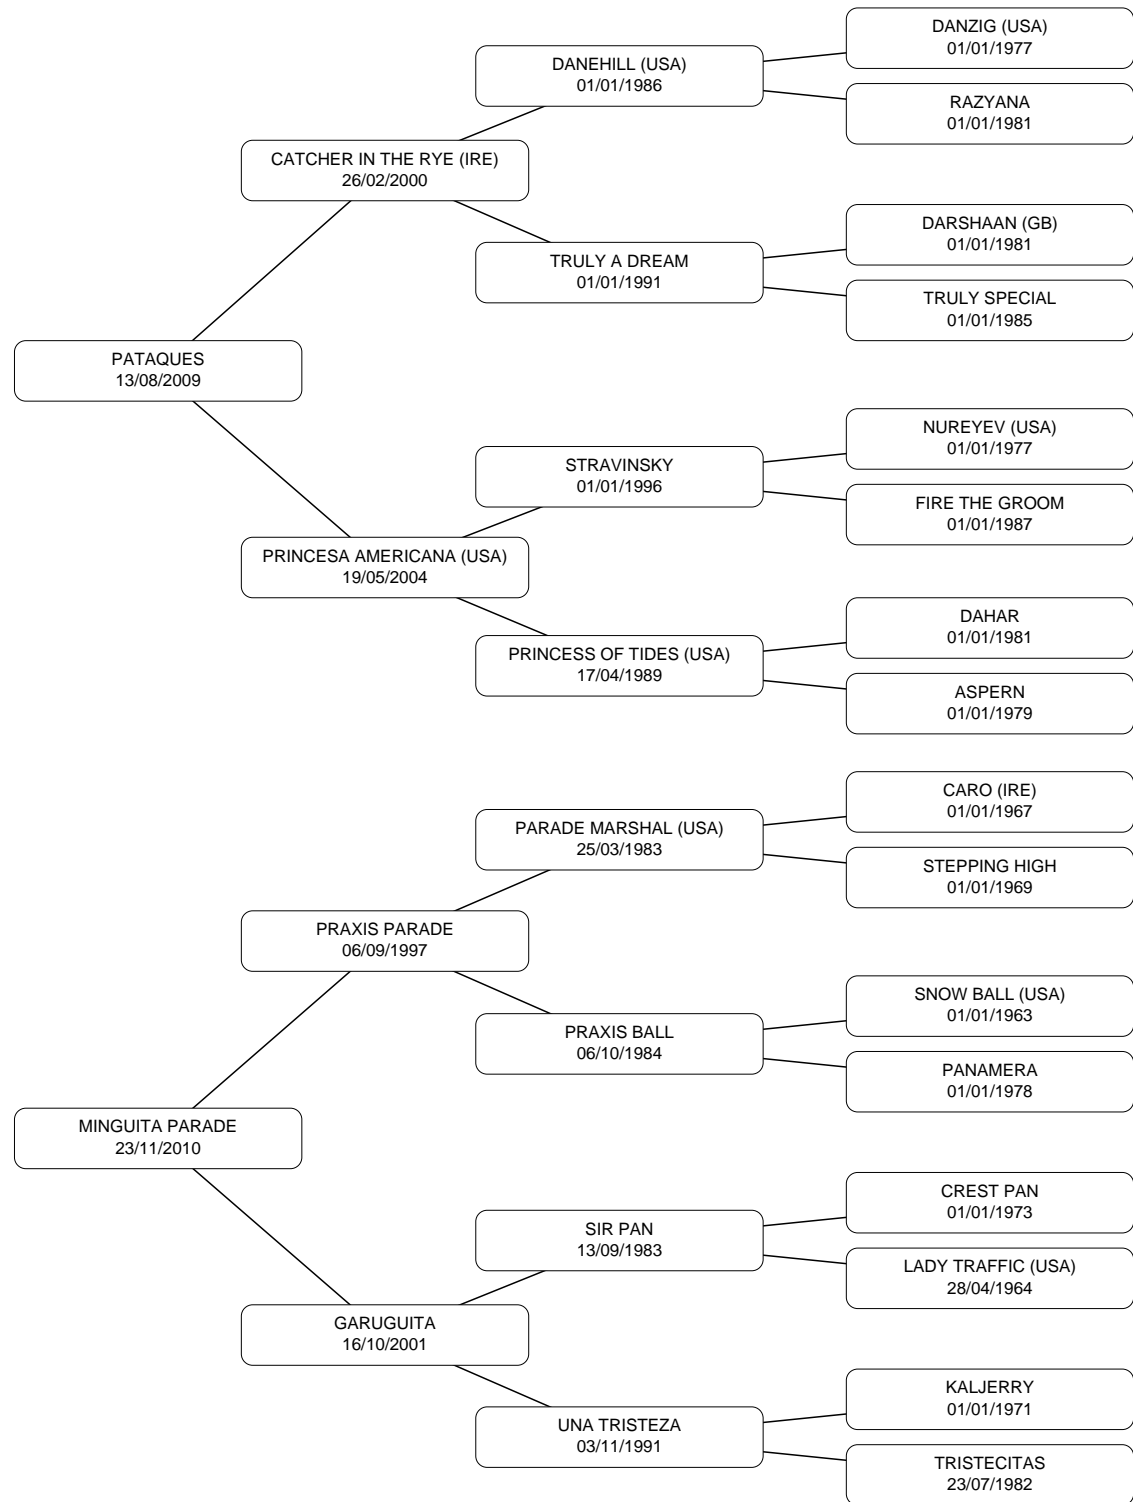 DANZIG (USA)
01/01/1977
DANEHILL (USA)
01/01/1986
RAZYANA
01/01/1981
CATCHER IN THE RYE (IRE)
26/02/2000
DARSHAAN (GB)
01/01/1981
TRULY A DREAM
01/01/1991
TRULY SPECIAL
01/01/1985
PATAQUES
13/08/2009
NUREYEV (USA)
01/01/1977
STRAVINSKY
01/01/1996
FIRE THE GROOM
01/01/1987
PRINCESA AMERICANA (USA)
19/05/2004
DAHAR
01/01/1981
PRINCESS OF TIDES (USA)
17/04/1989
ASPERN
01/01/1979
CARO (IRE)
01/01/1967
PARADE MARSHAL (USA)
25/03/1983
STEPPING HIGH
01/01/1969
PRAXIS PARADE
06/09/1997
SNOW BALL (USA)
01/01/1963
PRAXIS BALL
06/10/1984
PANAMERA
01/01/1978
MINGUITA PARADE
23/11/2010
CREST PAN
01/01/1973
SIR PAN
13/09/1983
LADY TRAFFIC (USA)
28/04/1964
GARUGUITA
16/10/2001
KALJERRY
01/01/1971
UNA TRISTEZA
03/11/1991
TRISTECITAS
23/07/1982